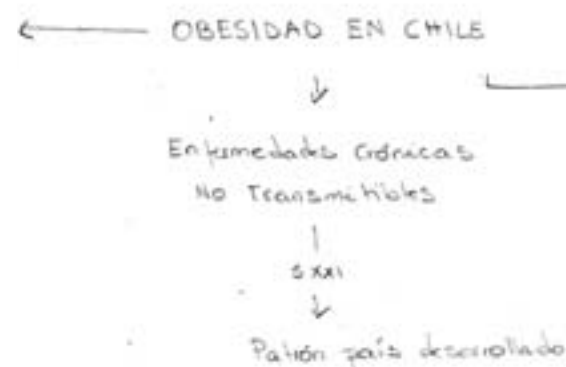 OBESIDAD EN CHILE
Enfermedades Crónicas
No Transmitibles
S XXI
Patrón país desarrollado